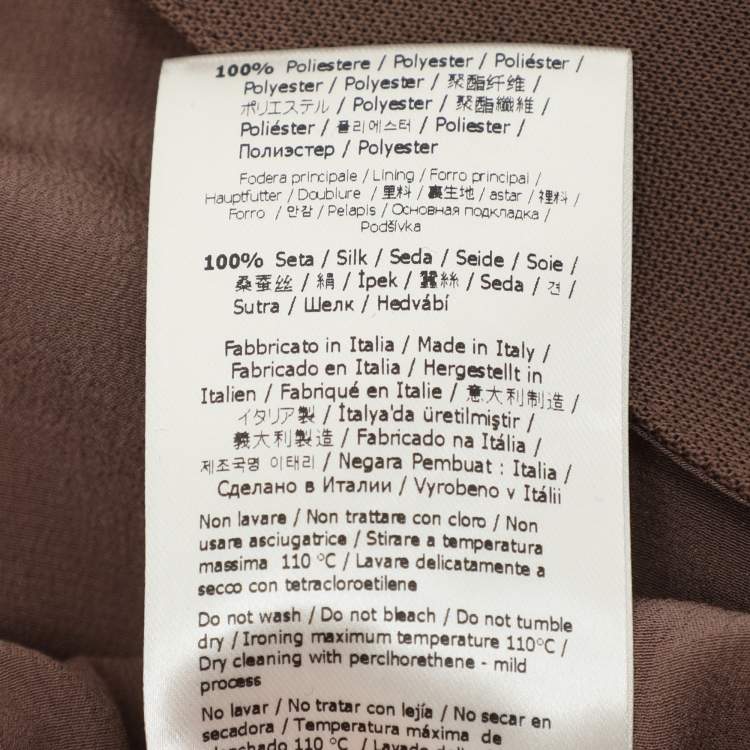 100% Poliestere / Polyester / Poliéster /
Polyester / Polyester / 聚酯纤维 /
ポリエステル / Polyester / 聚酯纖維 /
Poliéster / 폴리에스터 / Poliester /
Полиэстер / Polyester
Fodera principale / Lining / Forro principal /
Hauptfutter / Doublure / 里料 / 裏生地 / astar / 裡料 /
Forro / 안감 / Pelapis / Основная подкладка /
Podšívka
100% Seta / Silk / Seda / Seide / Soie /
桑蚕丝 / 絹 / İpek / 蠶絲 / Seda / 견 /
Sutra / Шелк / Hedvábí
Fabbricato in Italia / Made in Italy /
Fabricado en Italia / Hergestellt in
Italien / Fabriqué en Italie / 意大利制造 /
イタリア製 / İtalya'da üretilmiştir /
義大利製造 / Fabricado na Itália /
제조국명 이태리 / Negara Pembuat : Italia /
Сделано в Италии / Vyrobeno v Itálii
Non lavare / Non trattare con cloro / Non
usare asciugatrice / Stirare a temperatura
massima 110 °C / Lavare delicatamente a
secco con tetracloroetilene
Do not wash / Do not bleach / Do not tumble
dry / Ironing maximum temperature 110°C /
Dry cleaning with perclhorethene - mild
process
No lavar / No tratar con lejía / No secar en
secadora / Temperatura máxima de
planchado 110 °C / Lavado del